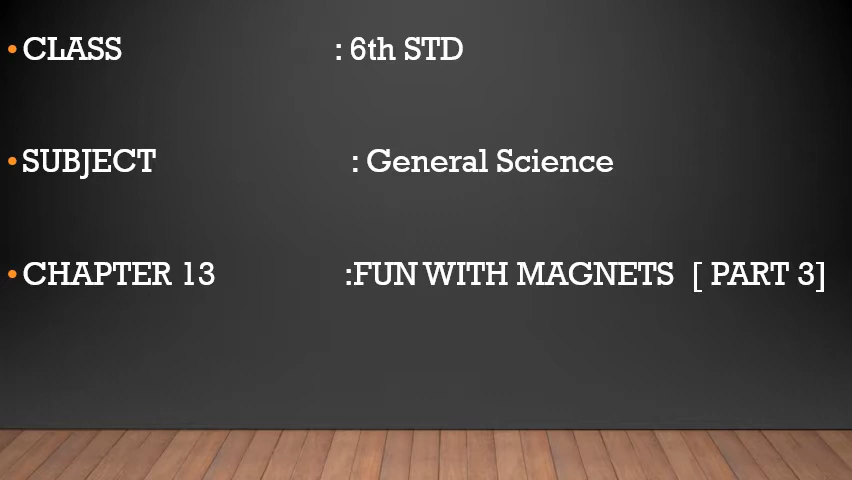 • CLASS : 6th STD
• SUBJECT : General Science
• CHAPTER 13 :FUN WITH MAGNETS [ PART 3]